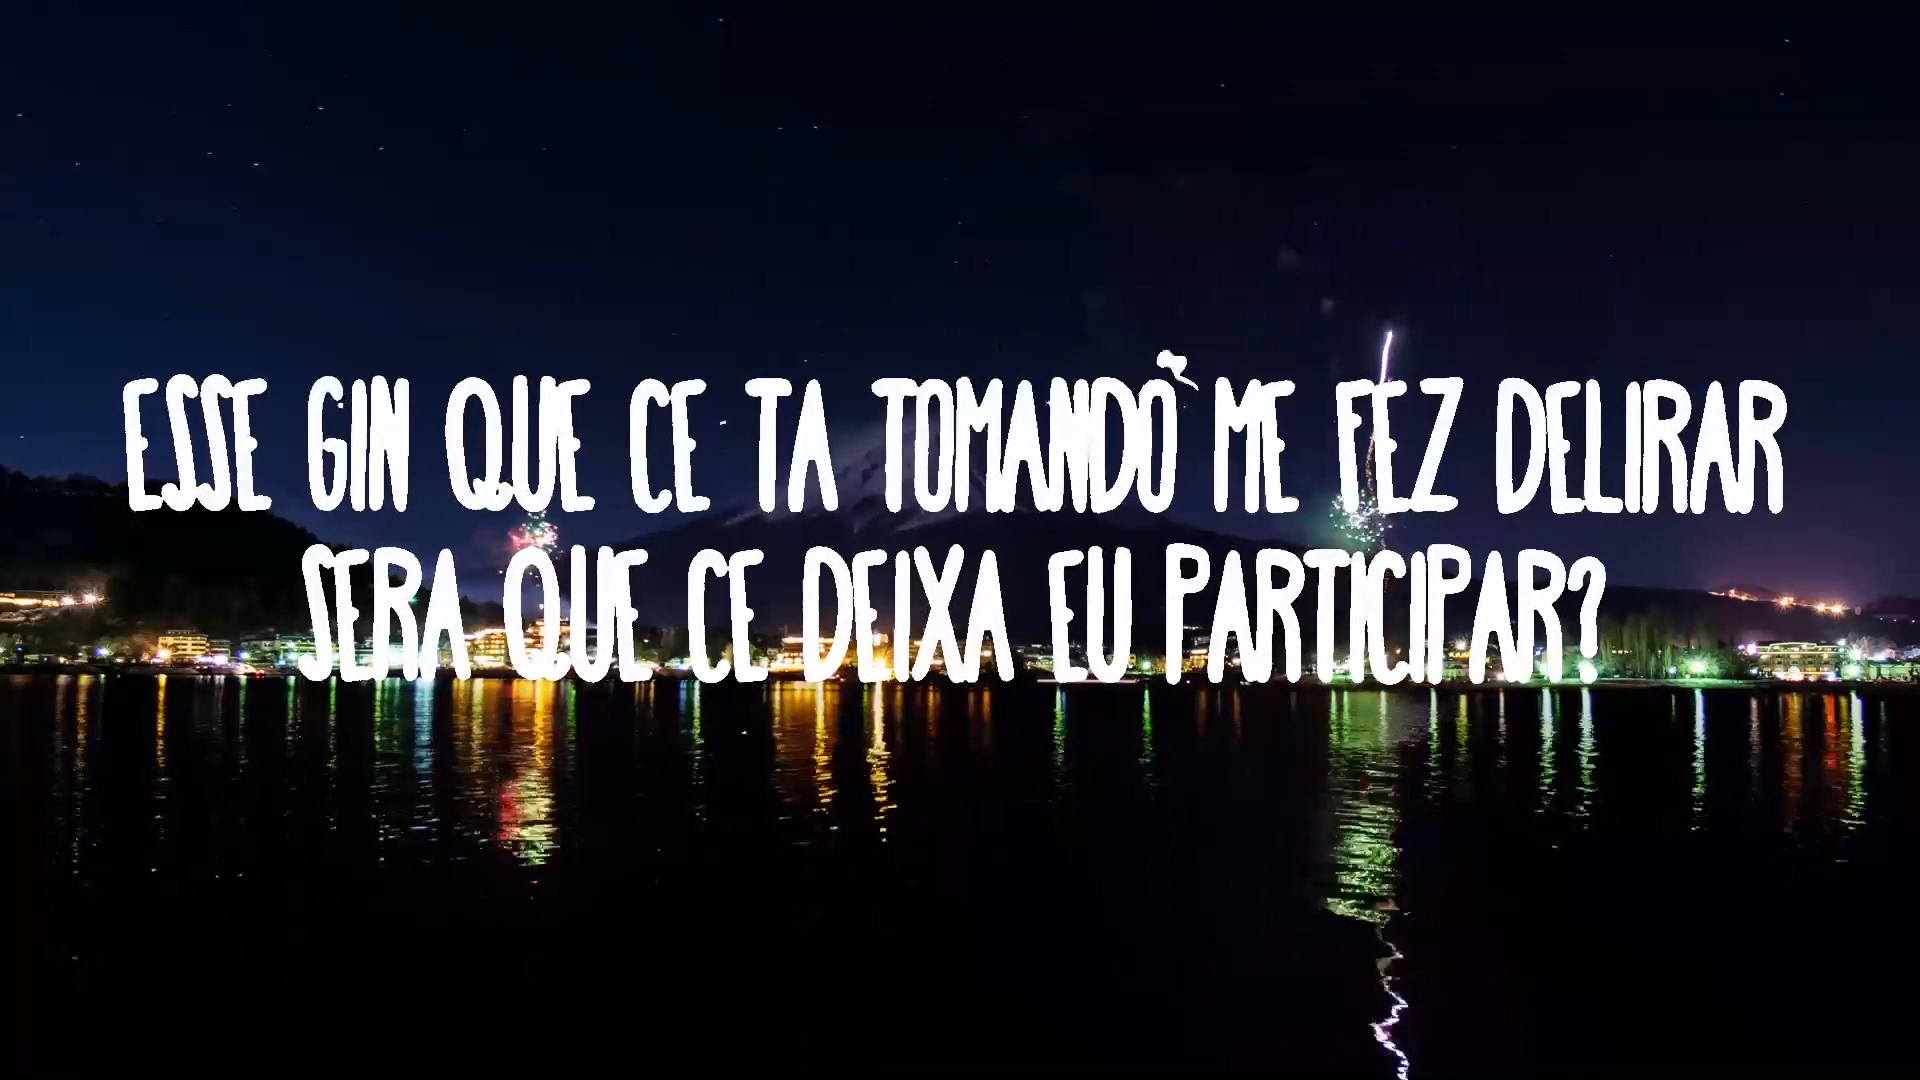 ESSE GIN QUE CE TA TOMANDO ME FEZ DELIRAR
SERA QUE CE DEIXA EU PARTICIPAR?